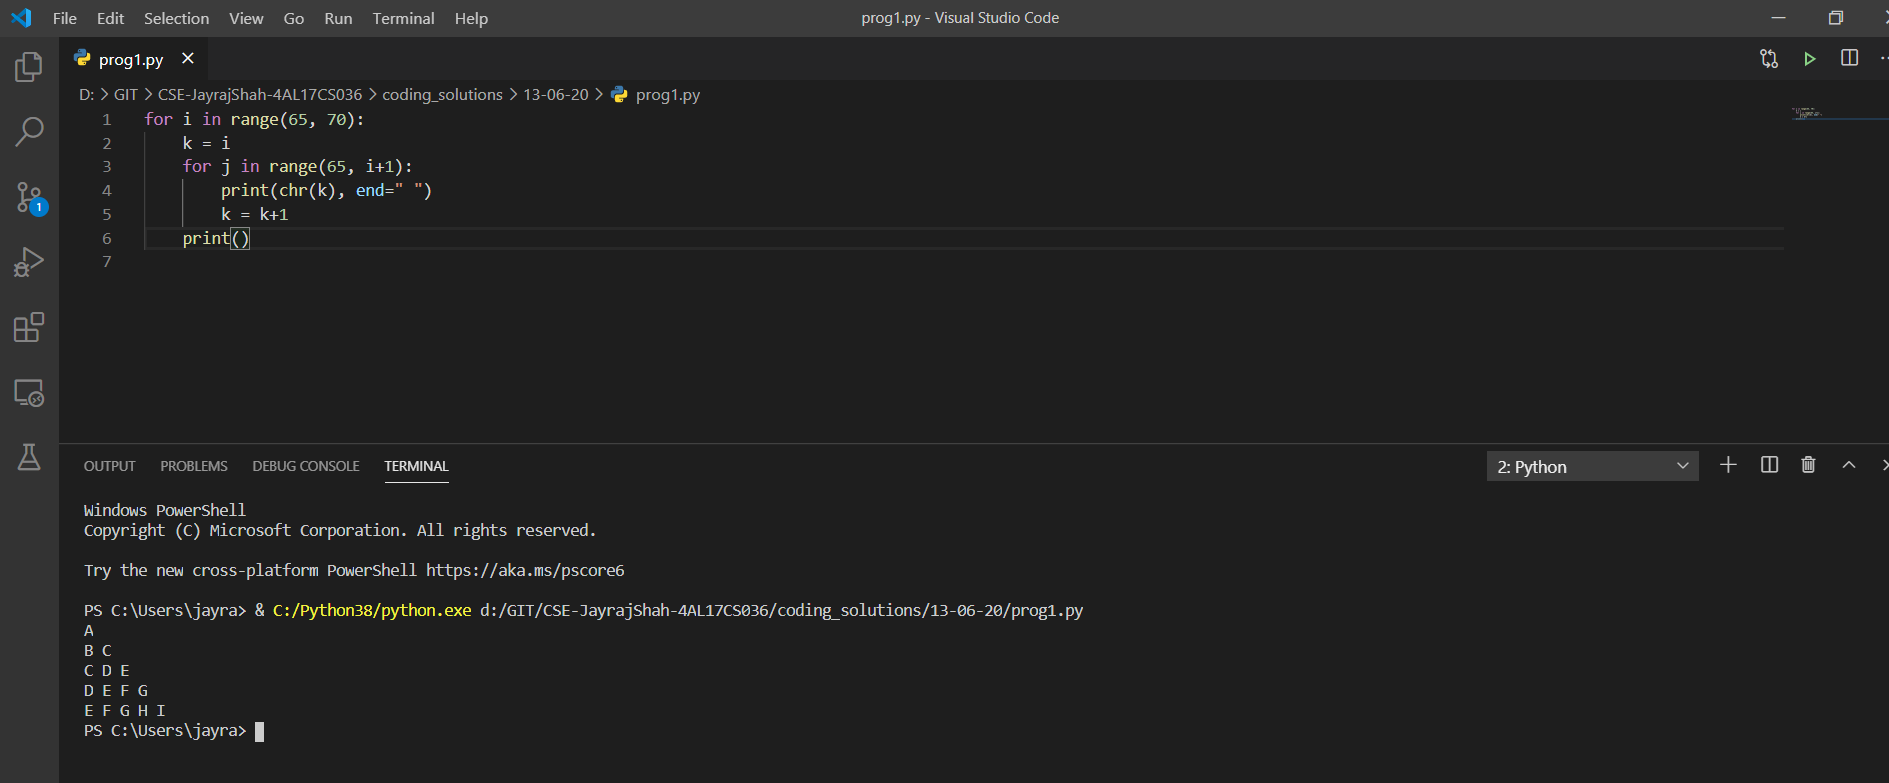 File Edit Selection View Go Run Terminal Help prog1.py - Visual Studio Code
prog1.py
D: > GIT > CSE-JayrajShah-4AL17CS036 > coding_solutions > 13-06-20 > prog1.py
1 for i in range(65, 70):
2     k = i
3     for j in range(65, i+1):
4         print(chr(k), end=" ")
5         k = k+1
6     print()
7
1
OUTPUT PROBLEMS DEBUG CONSOLE TERMINAL 2: Python
Windows PowerShell
Copyright (C) Microsoft Corporation. All rights reserved.
Try the new cross-platform PowerShell https://aka.ms/pscore6
PS C:\Users\jayra> & C:/Python38/python.exe d:/GIT/CSE-JayrajShah-4AL17CS036/coding_solutions/13-06-20/prog1.py
A
B C
C D E
D E F G
E F G H I
PS C:\Users\jayra>